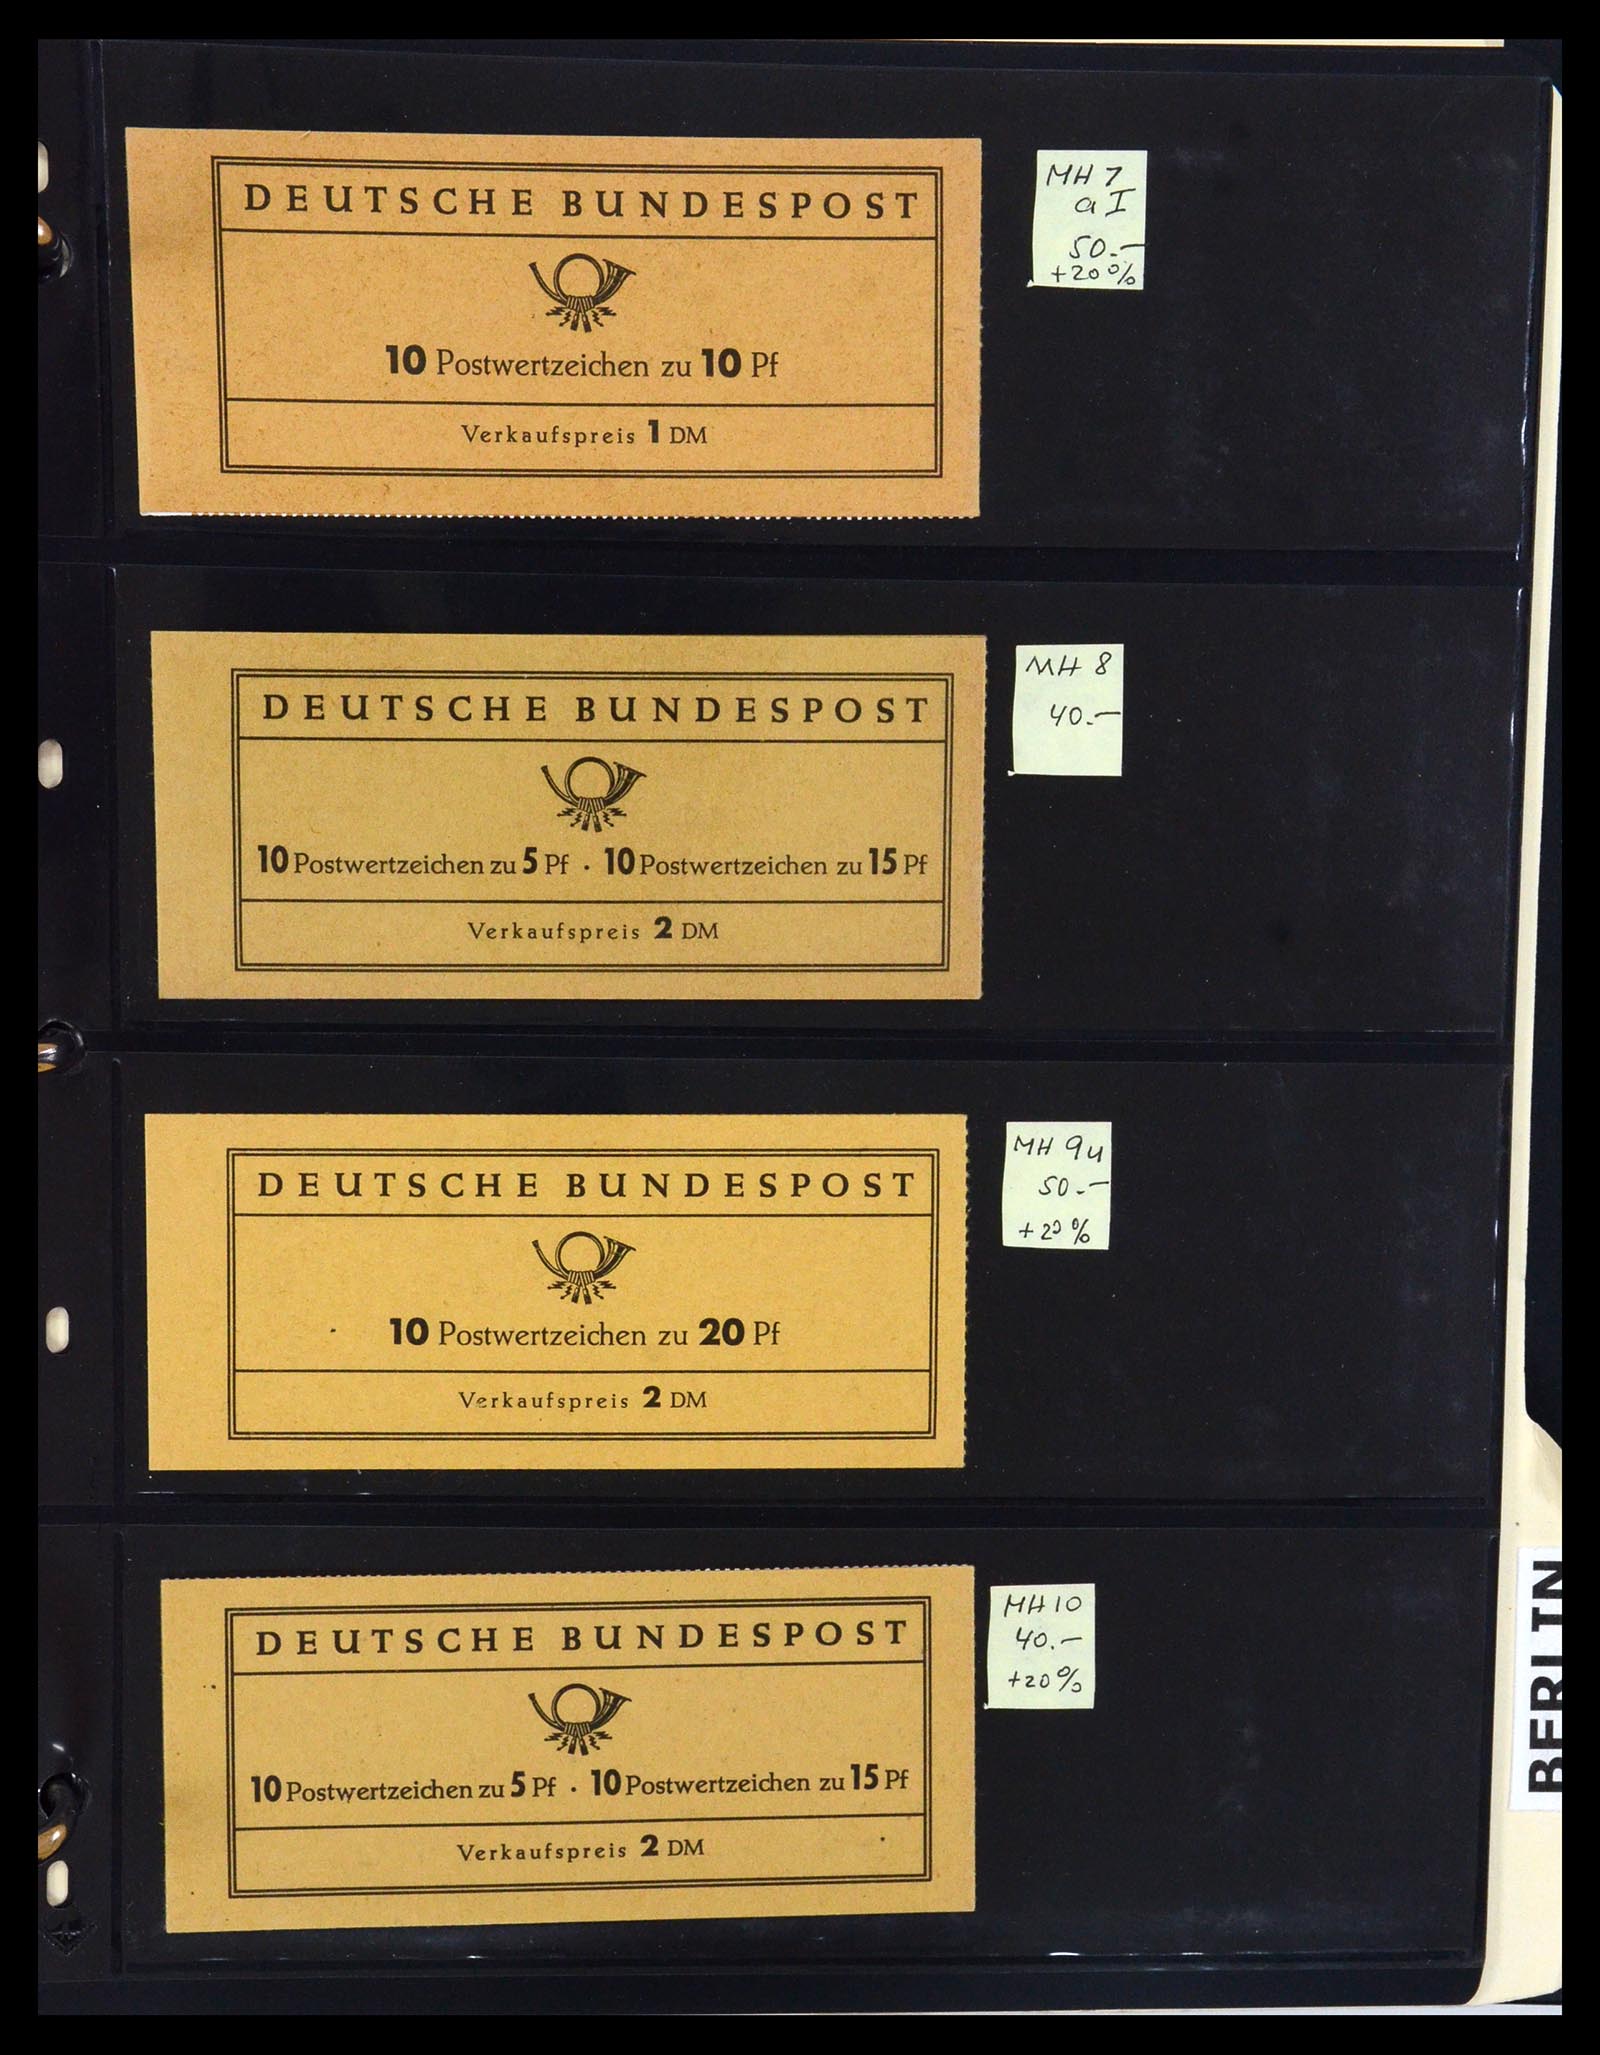 DEUTSCHE BUNDESPOST
10 Postwertzeichen zu 10 Pf
Verkaufspreis 1 DM
MH 7
a I
50.-
+20%
DEUTSCHE BUNDESPOST
10 Postwertzeichen zu 5 Pf · 10 Postwertzeichen zu 15 Pf
Verkaufspreis 2 DM
MH 8
40.-
DEUTSCHE BUNDESPOST
10 Postwertzeichen zu 20 Pf
Verkaufspreis 2 DM
MH 9u
50.-
+20%
DEUTSCHE BUNDESPOST
10 Postwertzeichen zu 5 Pf · 10 Postwertzeichen zu 15 Pf
Verkaufspreis 2 DM
MH10
40.-
+20%
BERLIN